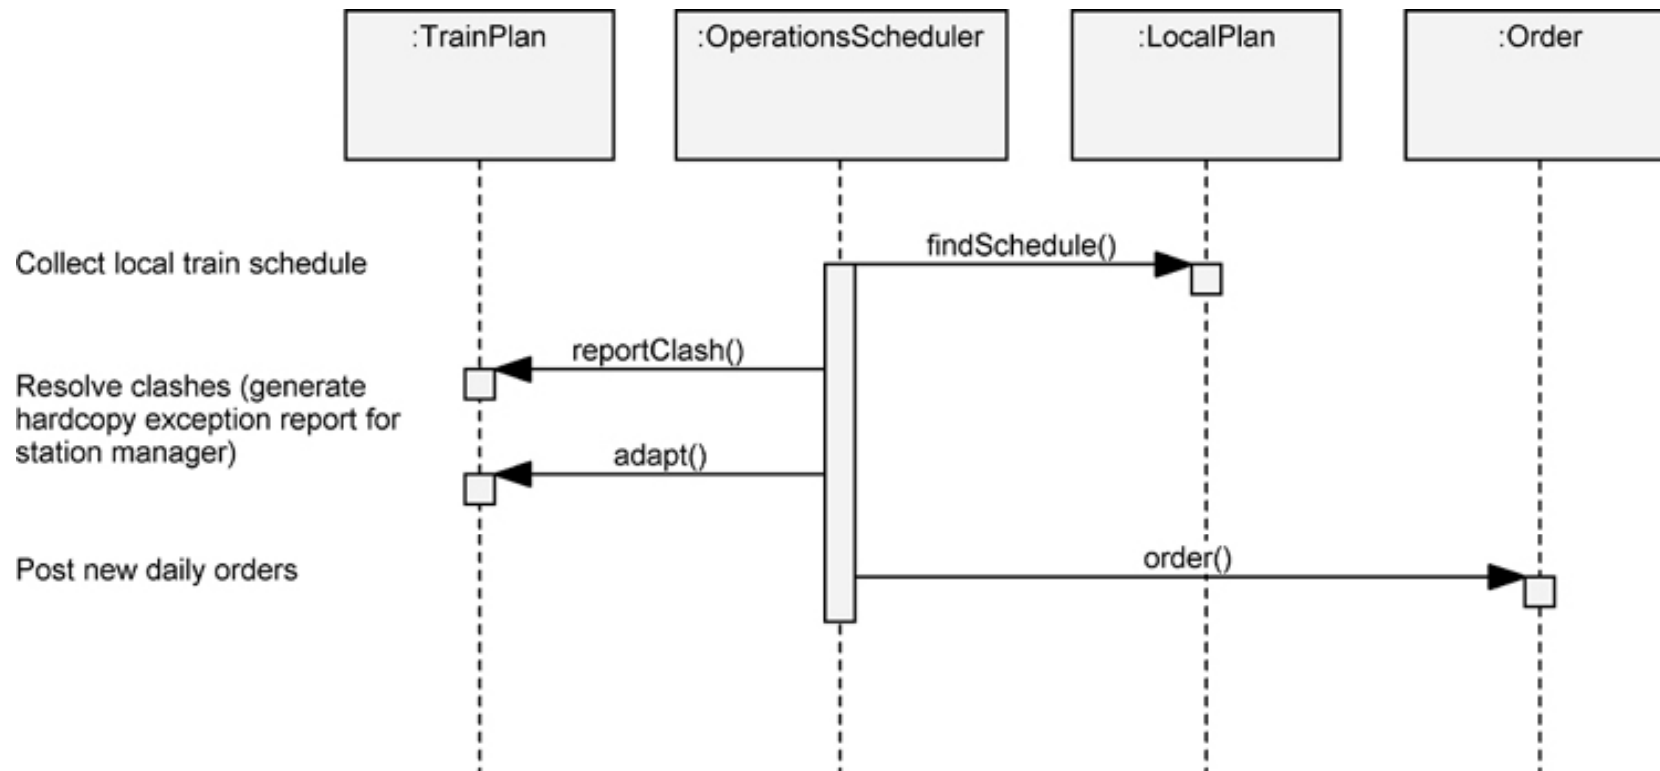 :TrainPlan
:OperationsScheduler
:LocalPlan
:Order
findSchedule()
Collect local train schedule
reportClash()
Resolve clashes (generate
hardcopy exception report for
station manager)
adapt()
order()
Post new daily orders